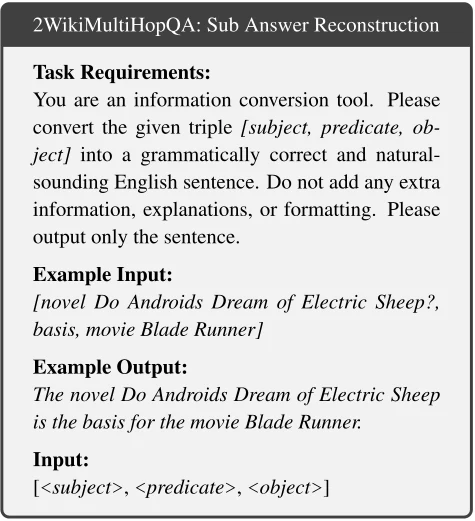 2WikiMultiHopQA: Sub Answer Reconstruction
Task Requirements:
You are an information conversion tool. Please
convert the given triple [subject, predicate, ob-
ject] into a grammatically correct and natural-
sounding English sentence. Do not add any extra
information, explanations, or formatting. Please
output only the sentence.
Example Input:
[novel Do Androids Dream of Electric Sheep?,
basis, movie Blade Runner]
Example Output:
The novel Do Androids Dream of Electric Sheep
is the basis for the movie Blade Runner.
Input:
[<subject>, <predicate>, <object>]